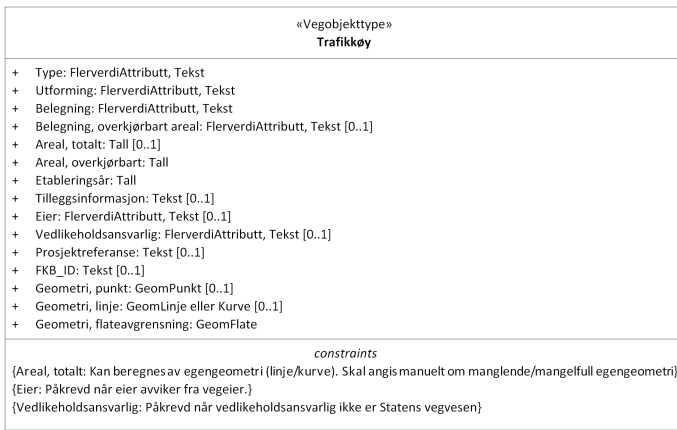 «Vegobjekttype»
Trafikkøy
+ Type: FlerverdiAttributt, Tekst
+ Utforming: FlerverdiAttributt, Tekst
+ Belegning: FlerverdiAttributt, Tekst
+ Belegning, overkjørbart areal: FlerverdiAttributt, Tekst [0..1]
+ Areal, totalt: Tall [0..1]
+ Areal, overkjørbart: Tall
+ Etableringsår: Tall
+ Tilleggsinformasjon: Tekst [0..1]
+ Eier: FlerverdiAttributt, Tekst [0..1]
+ Vedlikeholdsansvarlig: FlerverdiAttributt, Tekst [0..1]
+ Prosjektreferanse: Tekst [0..1]
+ FKB_ID: Tekst [0..1]
+ Geometri, punkt: GeomPunkt [0..1]
+ Geometri, linje: GeomLinje eller Kurve [0..1]
+ Geometri, flateavgrensning: GeomFlate
constraints
{Areal, totalt: Kan beregnes av egengeometri (linje/kurve). Skal angis manuelt om manglende/mangelfull egengeometri}
{Eier: Påkrevd når eier avviker fra vegeier.}
{Vedlikeholdsansvarlig: Påkrevd når vedlikeholdsansvarlig ikke er Statens vegvesen}